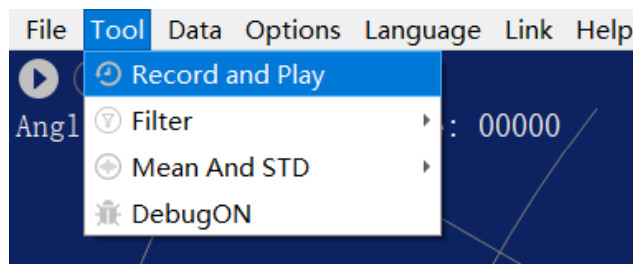 File Tool Data Options Language Link Help
Record and Play
Angl : 00000
Filter
Mean And STD
DebugON